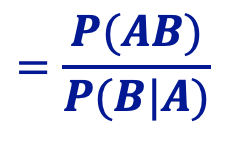 = P(AB) / P(B|A)